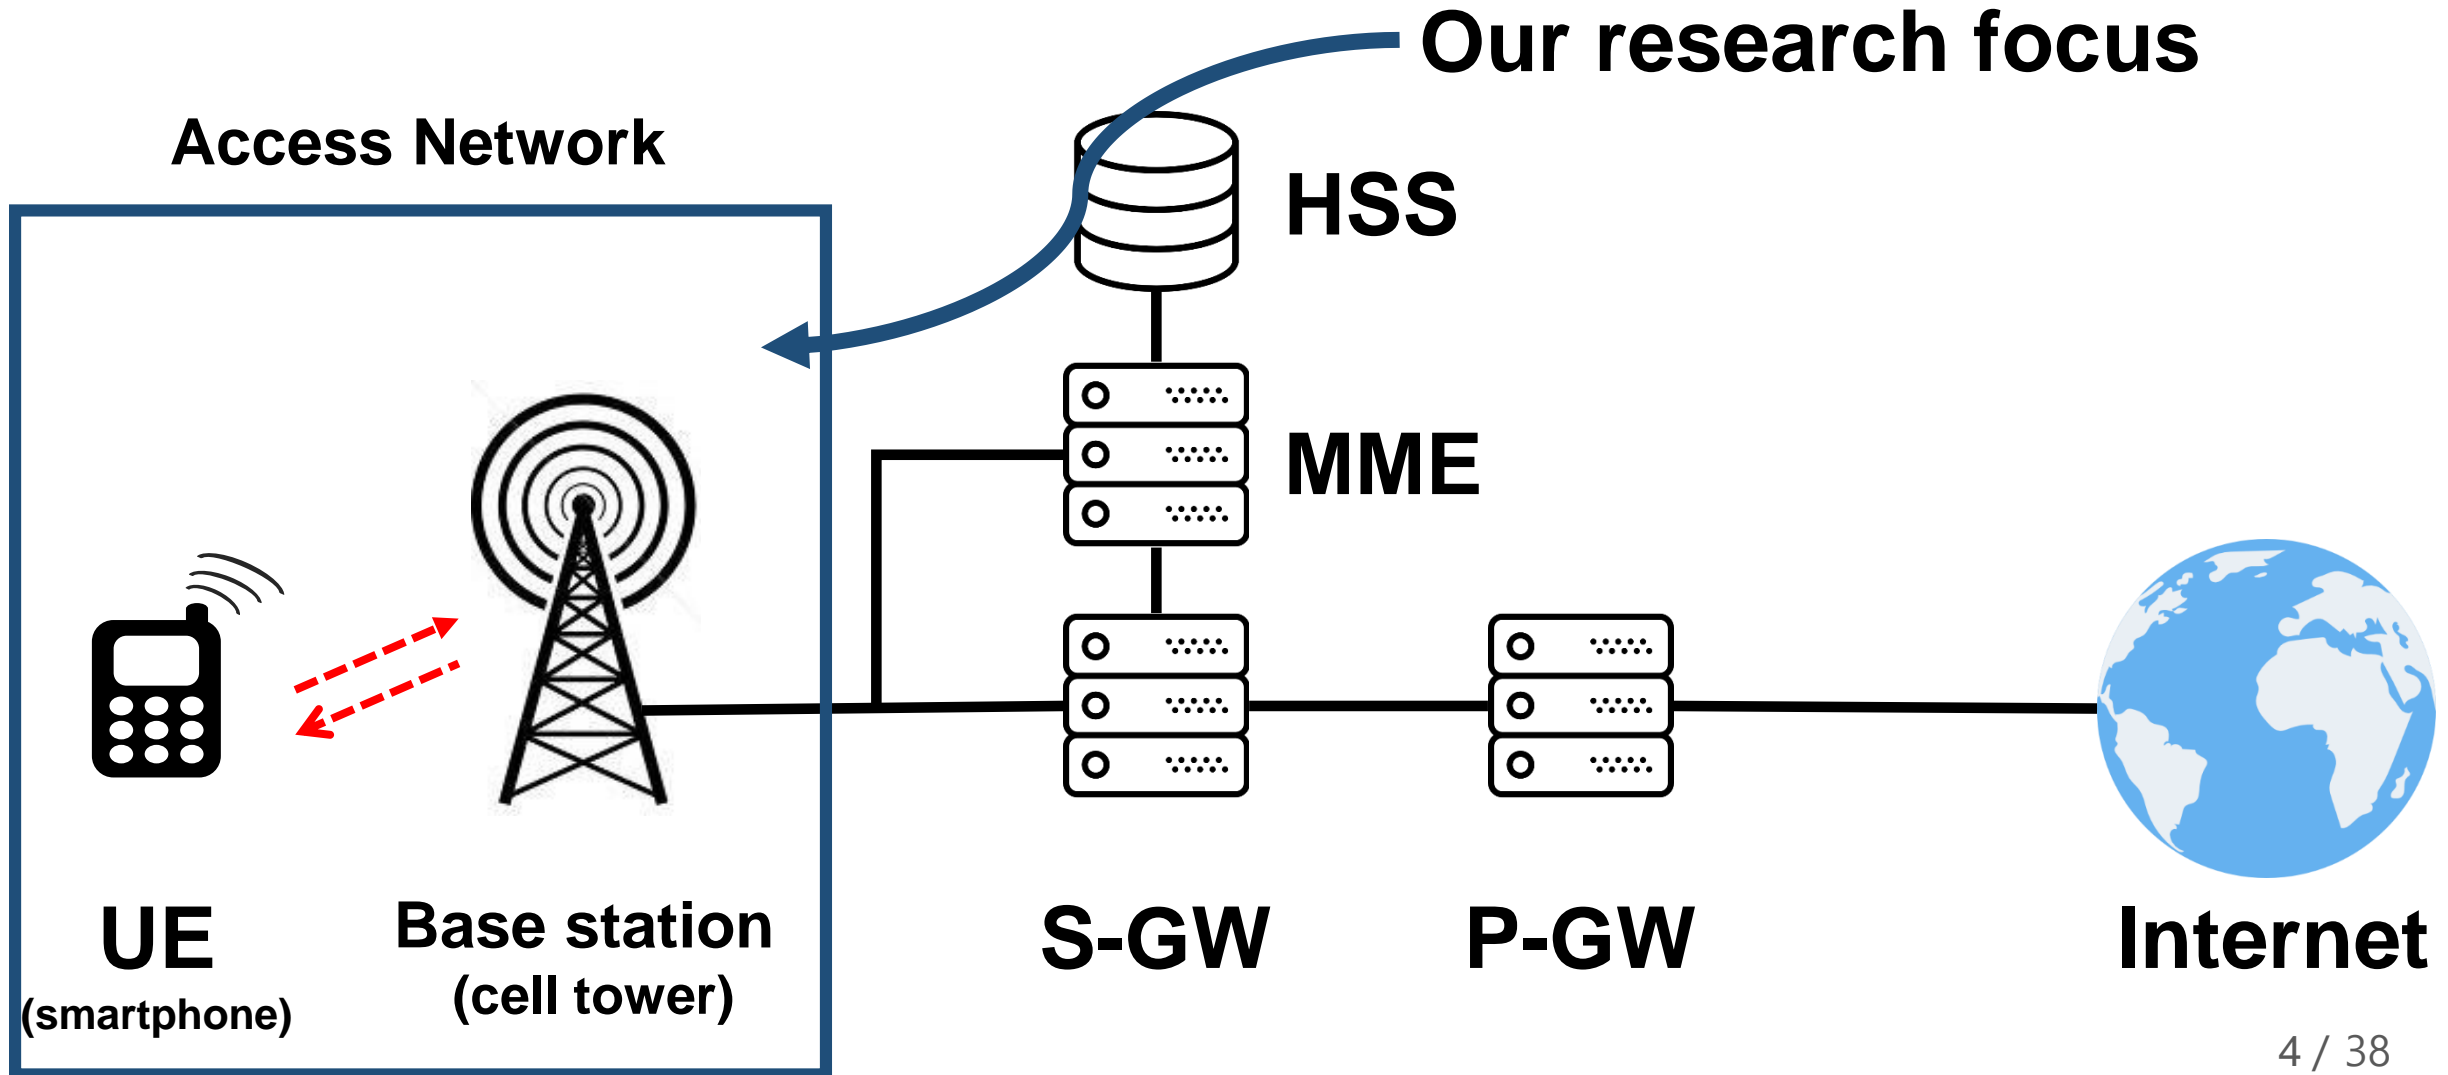 Our research focus
Access Network
HSS
MME
UE
(smartphone)
Base station
(cell tower)
S-GW
P-GW
Internet
4 / 38